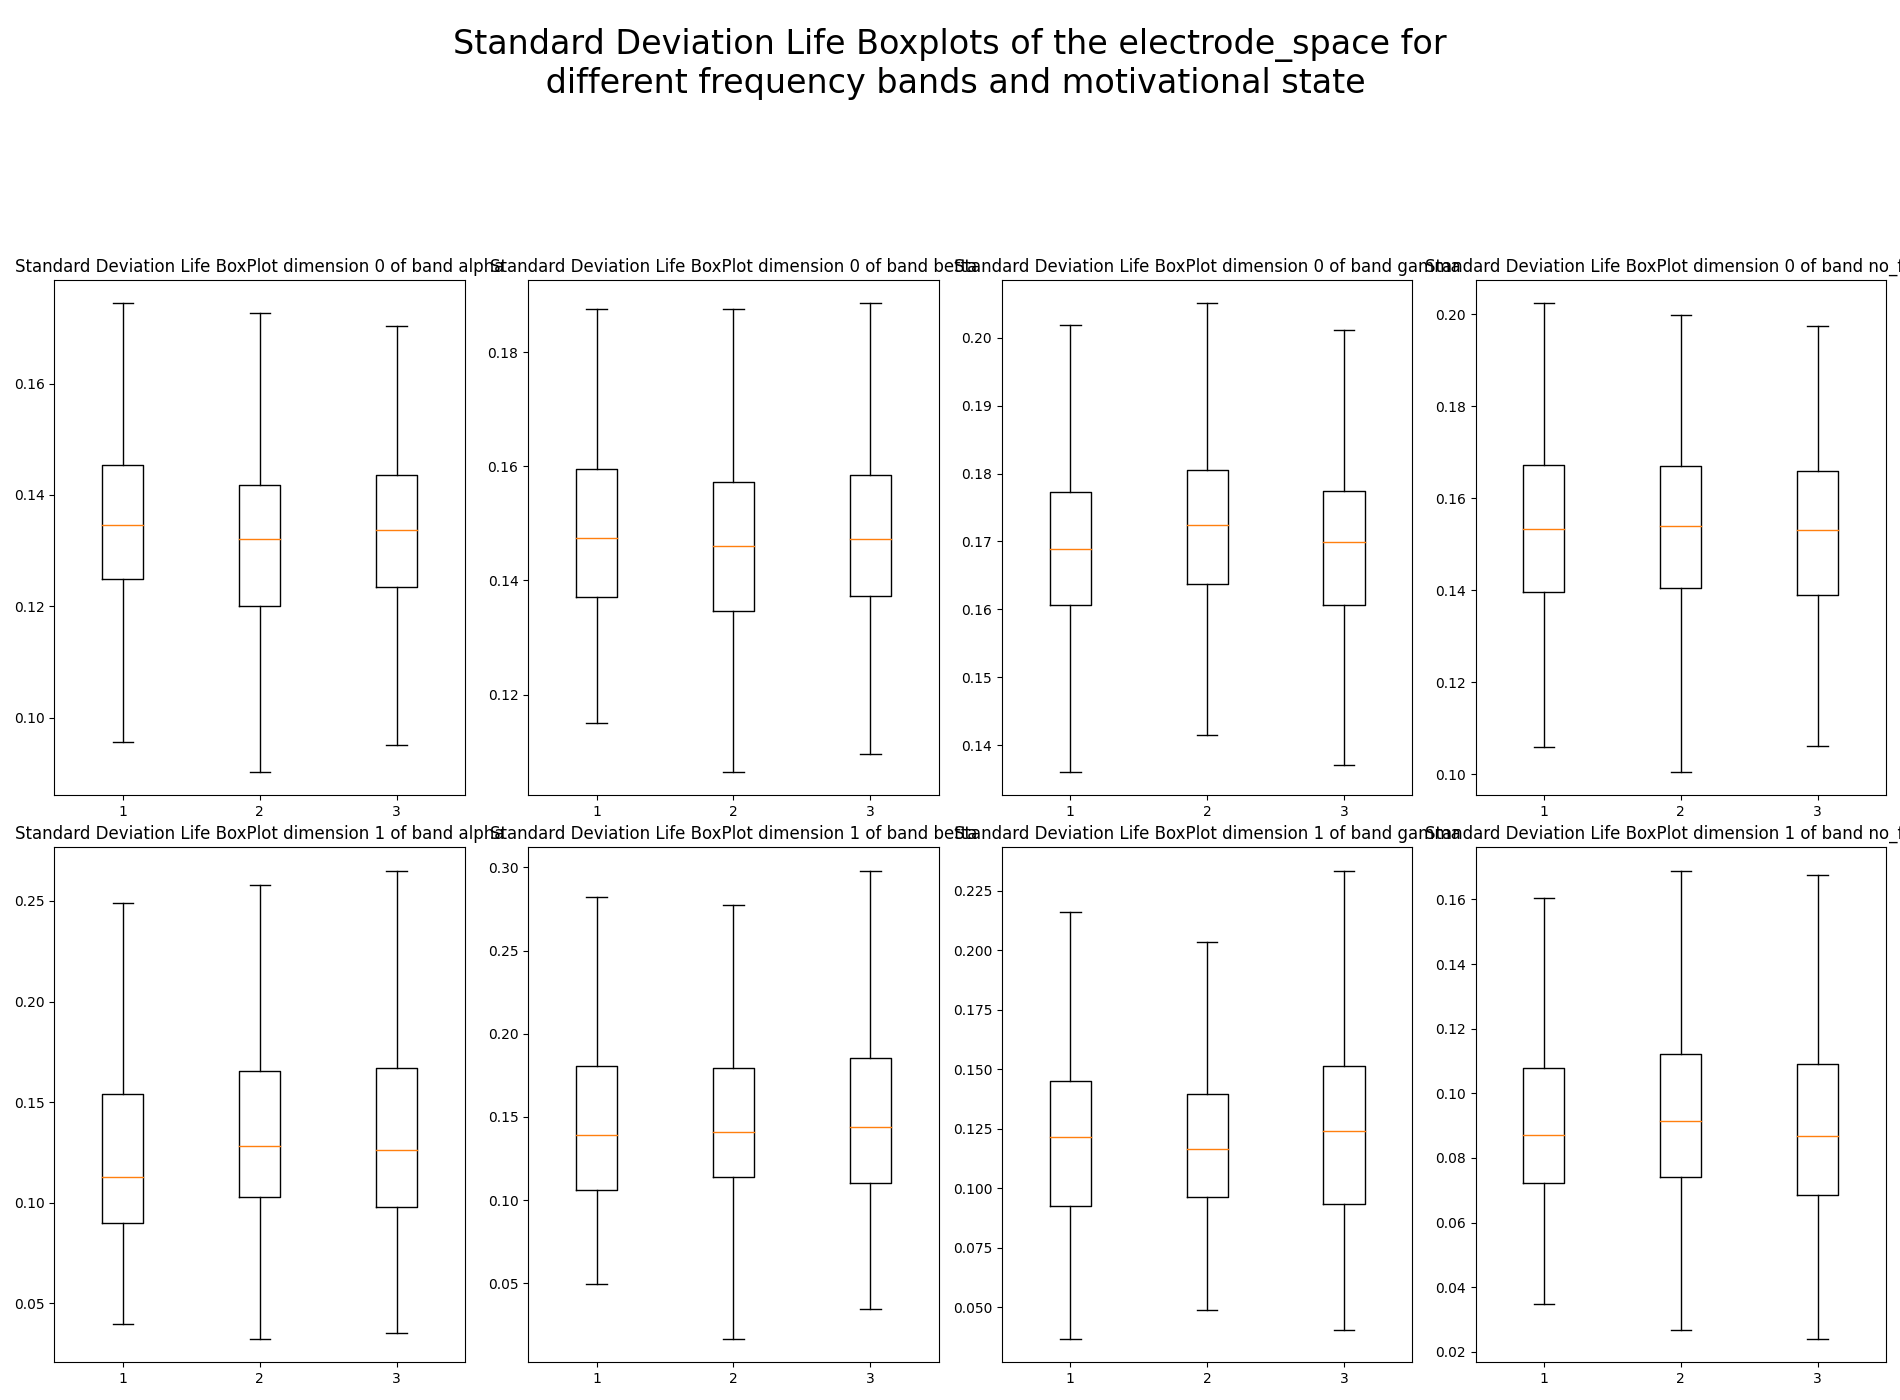 Standard Deviation Life Boxplots of the electrode_space for
different frequency bands and motivational state
Standard Deviation Life BoxPlot dimension 0 of band alpha
Standard Deviation Life BoxPlot dimension 0 of band beta
Standard Deviation Life BoxPlot dimension 0 of band gamma
Standard Deviation Life BoxPlot dimension 0 of band
0.16
0.14
0.12
0.10
1 2 3
0.18
0.16
0.14
0.12
1 2 3
0.20
0.19
0.18
0.17
0.16
0.15
0.14
1 2 3
0.20
0.18
0.16
0.14
0.12
0.10
1 2 3
Standard Deviation Life BoxPlot dimension 1 of band alpha
Standard Deviation Life BoxPlot dimension 1 of band beta
Standard Deviation Life BoxPlot dimension 1 of band gamma
Standard Deviation Life BoxPlot dimension 1 of band
0.25
0.20
0.15
0.10
0.05
1 2 3
0.30
0.25
0.20
0.15
0.10
0.05
1 2 3
0.225
0.200
0.175
0.150
0.125
0.100
0.075
0.050
1 2 3
0.16
0.14
0.12
0.10
0.08
0.06
0.04
0.02
1 2 3